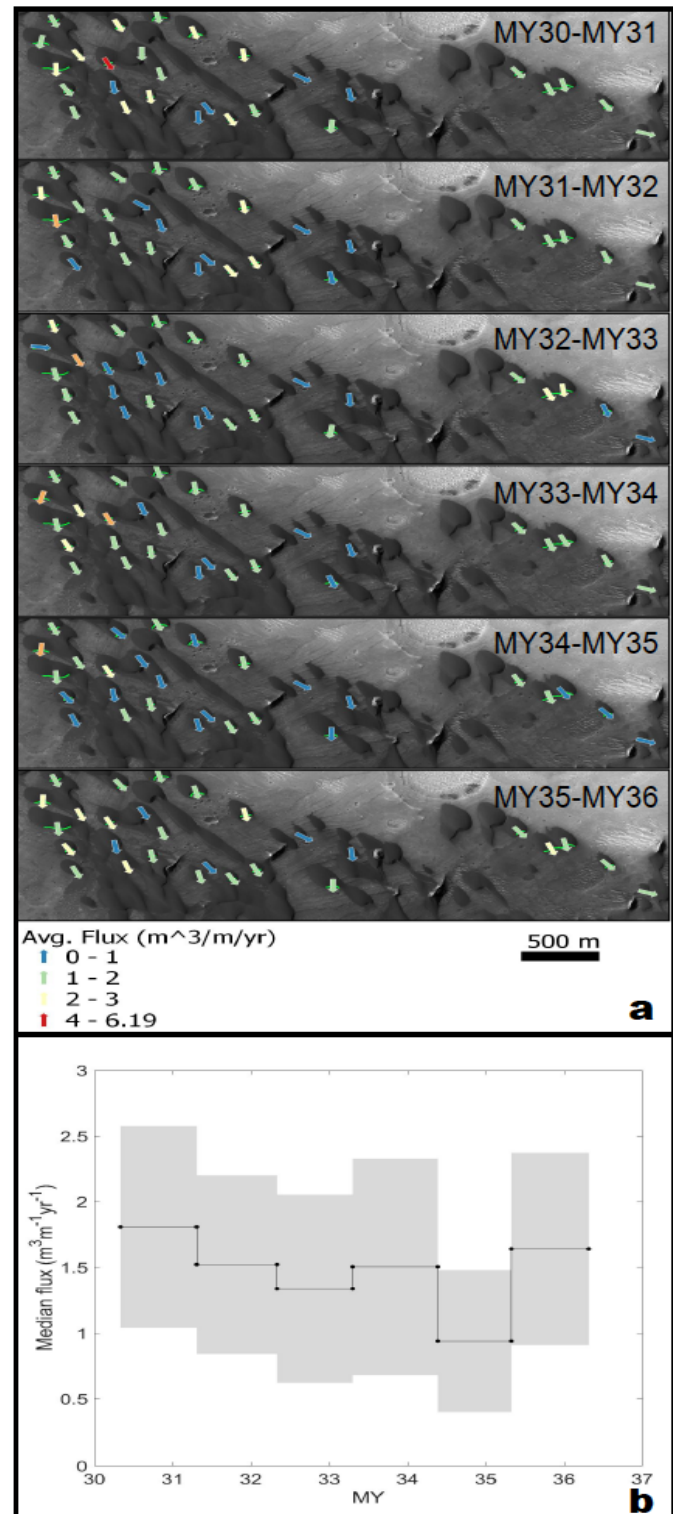 MY30-MY31
MY31-MY32
MY32-MY33
MY33-MY34
MY34-MY35
MY35-MY36
Avg. Flux (m^3/m/yr)
0 - 1
1 - 2
2 - 3
4 - 6.19
500 m
a
3
2.5
2
1.5
1
0.5
0
Median flux (m³m⁻¹yr⁻¹)
30 31 32 33 34 35 36 37
MY
b